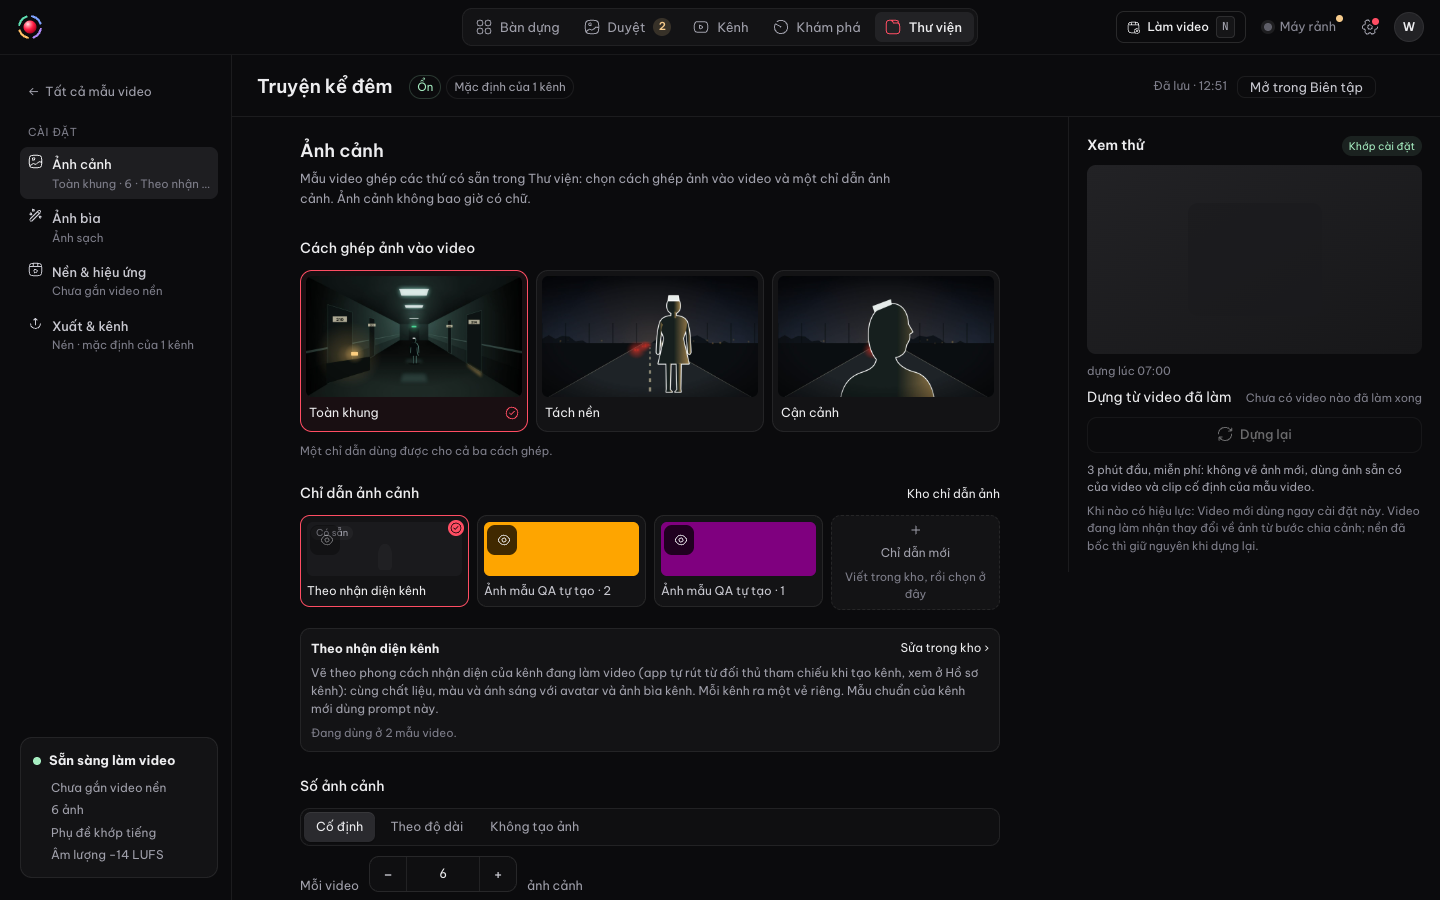 Bàn dựng
Duyệt 2
Kênh
Khám phá
Thư viện
Làm video N
Máy rảnh
W
← Tất cả mẫu video
CÀI ĐẶT
Ảnh cảnh
Toàn khung · 6 · Theo nhận ...
Ảnh bìa
Ảnh sạch
Nền & hiệu ứng
Chưa gắn video nền
Xuất & kênh
Nén · mặc định của 1 kênh
Sẵn sàng làm video
Chưa gắn video nền
6 ảnh
Phụ đề khớp tiếng
Âm lượng -14 LUFS
Truyện kể đêm
Ổn
Mặc định của 1 kênh
Đã lưu · 12:51
Mở trong Biên tập
Ảnh cảnh
Mẫu video ghép các thứ có sẵn trong Thư viện: chọn cách ghép ảnh vào video và một chỉ dẫn ảnh
cảnh. Ảnh cảnh không bao giờ có chữ.
Cách ghép ảnh vào video
Toàn khung
Tách nền
Cận cảnh
Một chỉ dẫn dùng được cho cả ba cách ghép.
Chỉ dẫn ảnh cảnh
Kho chỉ dẫn ảnh
Có sẵn
Theo nhận diện kênh
Ảnh mẫu QA tự tạo · 2
Ảnh mẫu QA tự tạo · 1
+
Chỉ dẫn mới
Viết trong kho, rồi chọn ở
đây
Theo nhận diện kênh
Sửa trong kho ›
Vẽ theo phong cách nhận diện của kênh đang làm video (app tự rút từ đối thủ tham chiếu khi tạo kênh, xem ở Hồ sơ
kênh): cùng chất liệu, màu và ánh sáng với avatar và ảnh bìa kênh. Mỗi kênh ra một vẻ riêng. Mẫu chuẩn của kênh
mới dùng prompt này.
Đang dùng ở 2 mẫu video.
Số ảnh cảnh
Cố định
Theo độ dài
Không tạo ảnh
Mỗi video − 6 + ảnh cảnh
Xem thử
Khớp cài đặt
dựng lúc 07:00
Dựng từ video đã làm
Chưa có video nào đã làm xong
Dựng lại
3 phút đầu, miễn phí: không vẽ ảnh mới, dùng ảnh sẵn có
của video và clip cố định của mẫu video.
Khi nào có hiệu lực: Video mới dùng ngay cài đặt này. Video
đang làm nhận thay đổi về ảnh từ bước chia cảnh; nền đã
bốc thì giữ nguyên khi dựng lại.